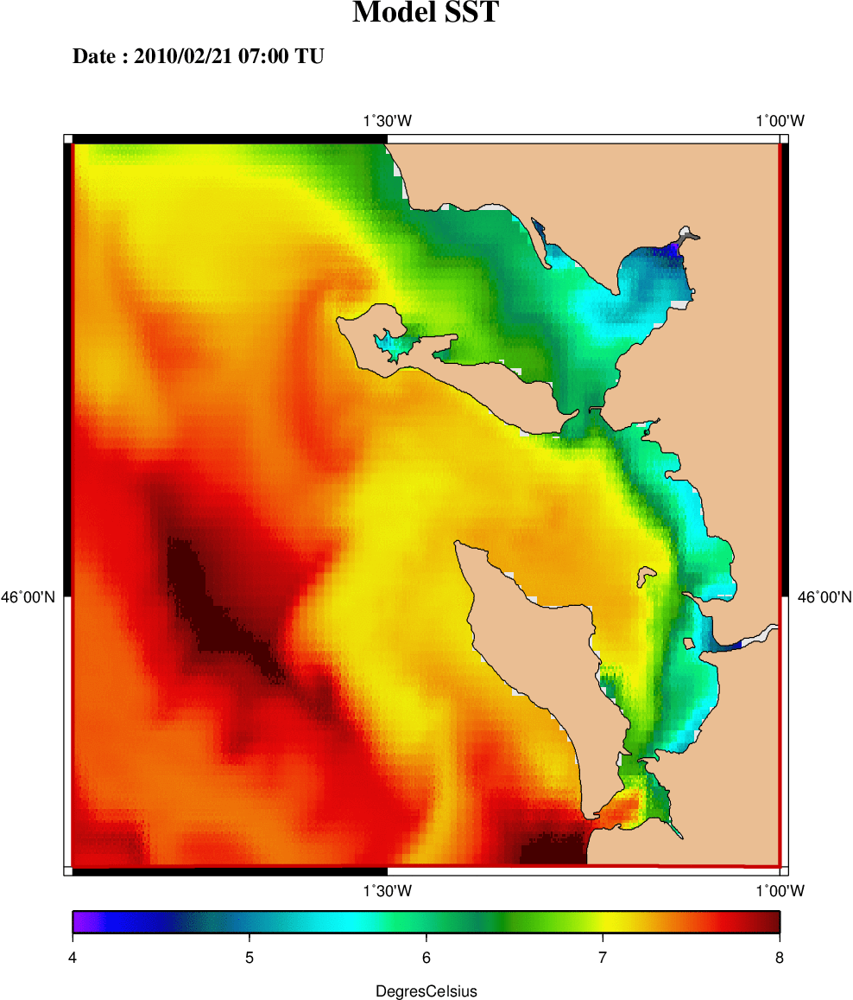 Model SST
Date : 2010/02/21 07:00 TU
1˚30'W 1˚00'W
46˚00'N 46˚00'N
1˚30'W 1˚00'W
4 5 6 7 8
DegresCelsius